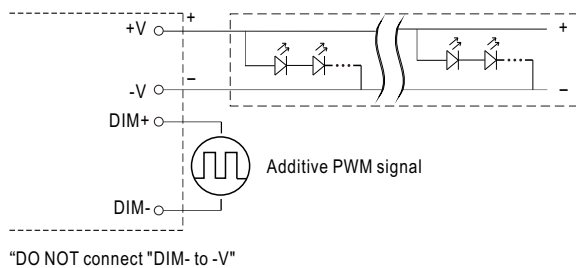 +V + +
-V − −
DIM+
Additive PWM signal
DIM-
“DO NOT connect "DIM- to -V"